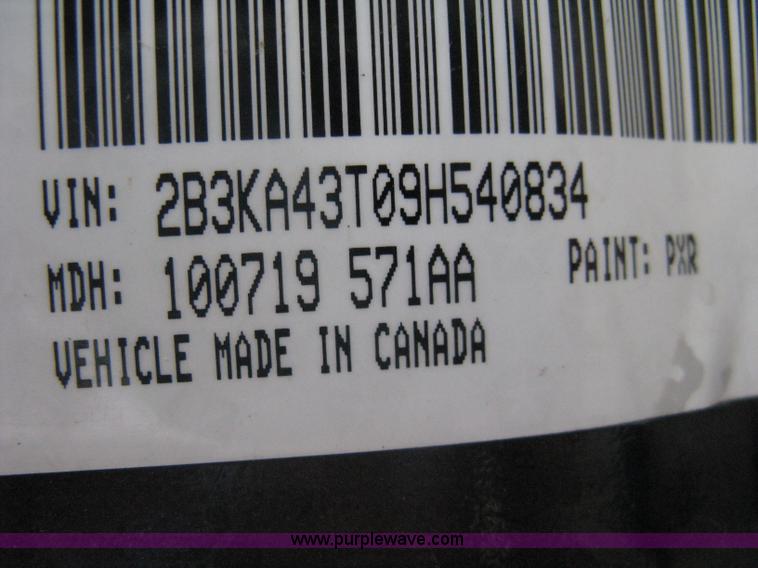 VIN: 2B3KA43T09H540834
MDH: 100719 571AA PAINT: PXR
VEHICLE MADE IN CANADA
www.purplewave.com